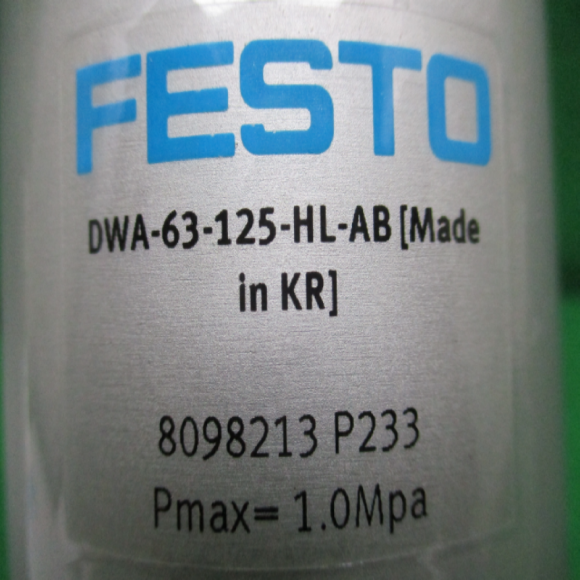 FESTO
DWA-63-125-HL-AB [Made
in KR]
8098213 P233
Pmax= 1.0Mpa